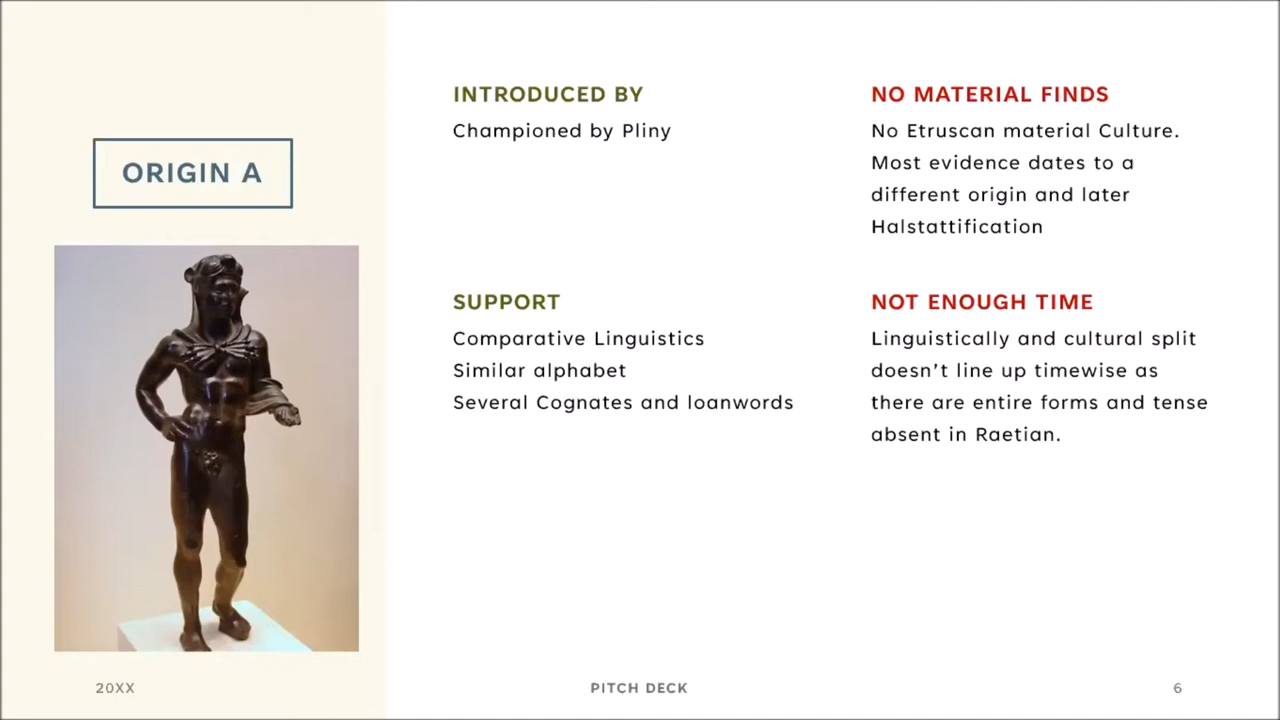 ORIGIN A
INTRODUCED BY
Championed by Pliny
SUPPORT
Comparative Linguistics
Similar alphabet
Several Cognates and loanwords
NO MATERIAL FINDS
No Etruscan material Culture.
Most evidence dates to a
different origin and later
Halstattification
NOT ENOUGH TIME
Linguistically and cultural split
doesn't line up timewise as
there are entire forms and tense
absent in Raetian.
20XX
PITCH DECK
6